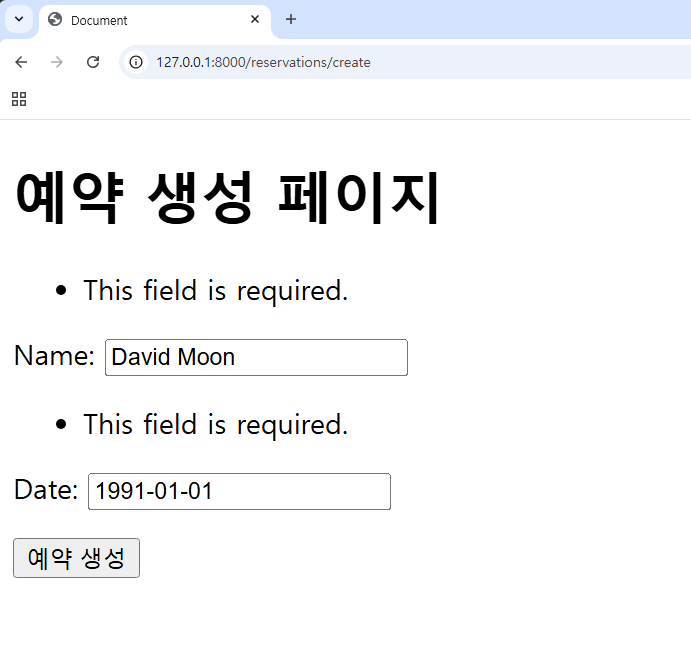 Document
127.0.0.1:8000/reservations/create
예약 생성 페이지
This field is required.
Name: David Moon
This field is required.
Date: 1991-01-01
예약 생성